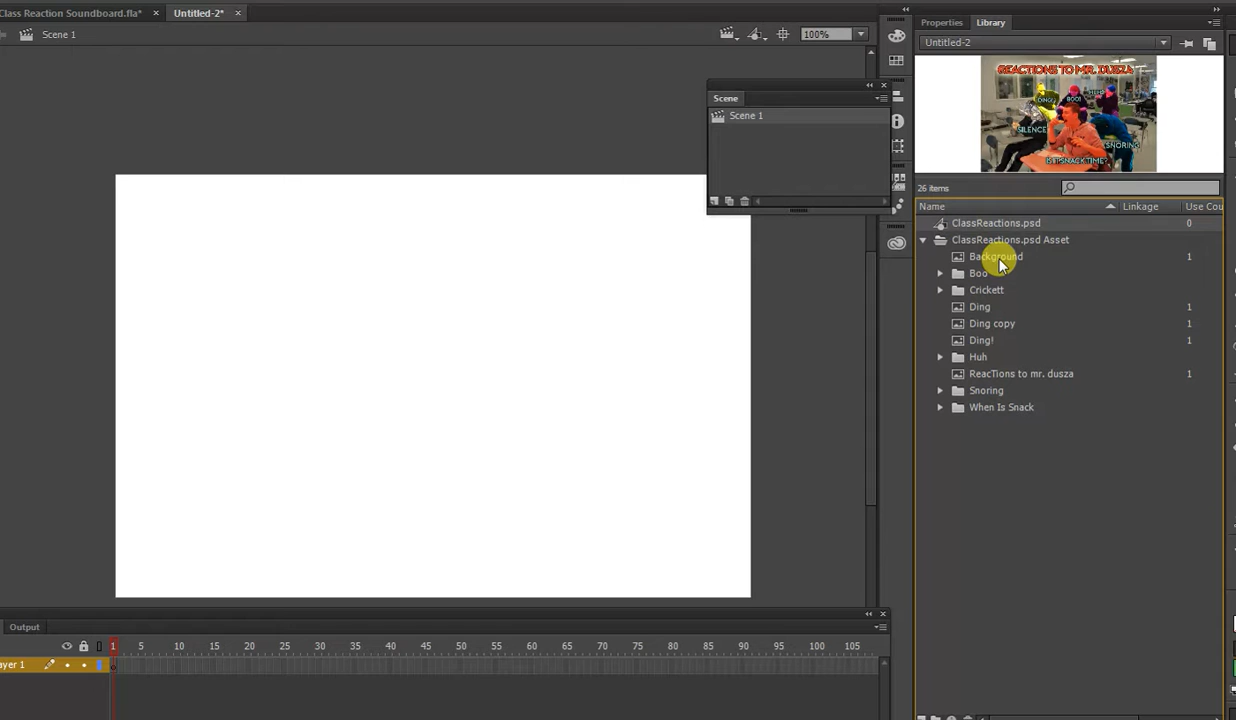 Class Reaction Soundboard.fla* × Untitled-2* ×
Scene 1
100%
Scene
Scene 1
Properties Library
Untitled-2
REACTIONS TO MR. DUSZA
DING!
BOO!
HUH?
SILENCE
SNORING
IS IT SNACK TIME?
26 items
Name Linkage Use Cou
ClassReactions.psd 0
ClassReactions.psd Asset
Background 1
Boo
Crickett
Ding 1
Ding copy 1
Ding! 1
Huh
ReacTions to mr. dusza 1
Snoring
When Is Snack
Output
1 5 10 15 20 25 30 35 40 45 50 55 60 65 70 75 80 85 90 95 100 105
ayer 1